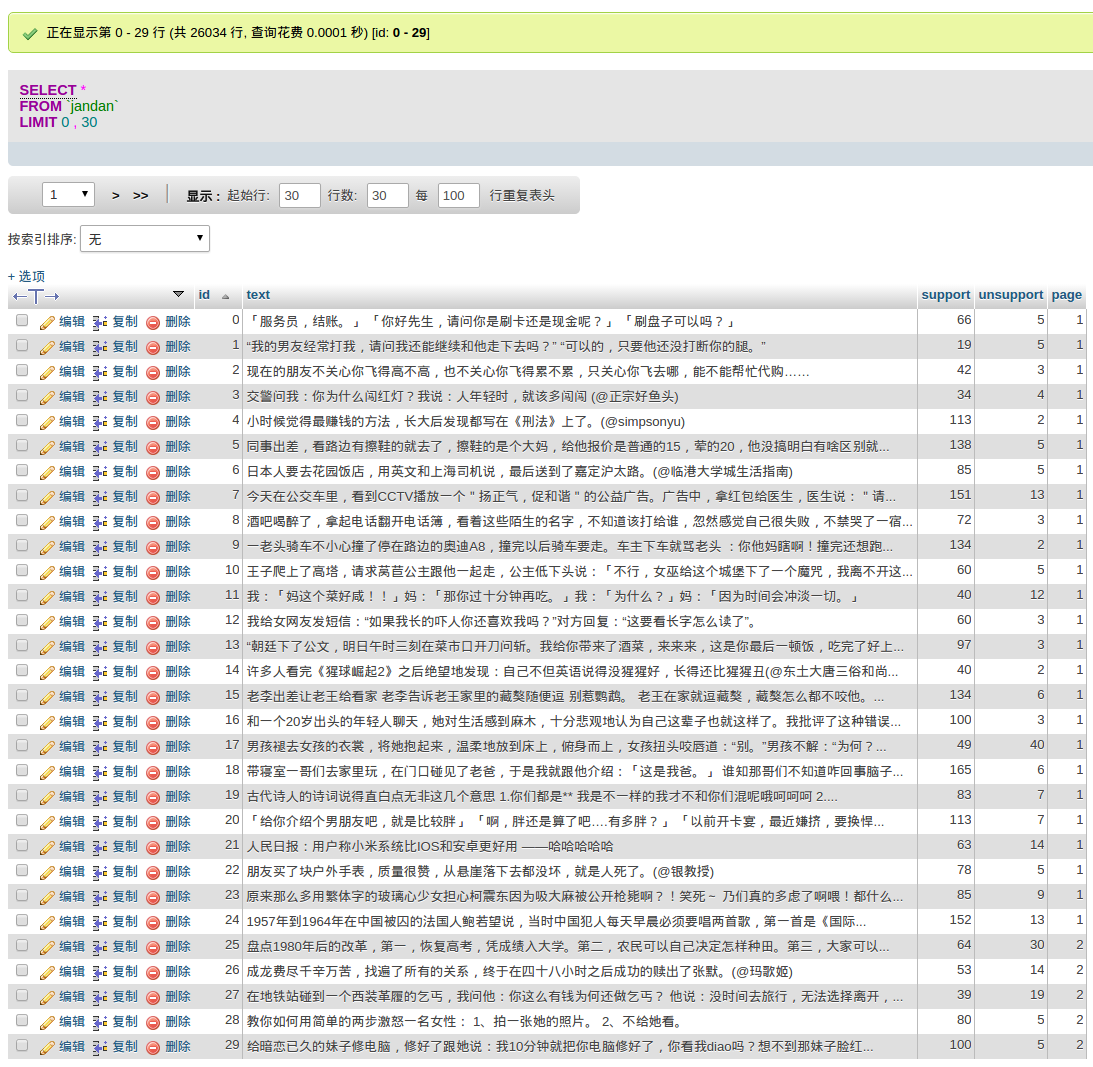 正在显示第 0 - 29 行 (共 26034 行, 查询花费 0.0001 秒) [id: 0 - 29]
SELECT *
FROM `jandan`
LIMIT 0 , 30
1 > >> 显示 : 起始行: 30 行数: 30 每 100 行重复表头
按索引排序: 无
+ 选项
←T→ id text support unsupport page
编辑 复制 删除 0 「服务员，结账。」 「你好先生，请问你是刷卡还是现金呢？」 「刷盘子可以吗？」 66 5 1
编辑 复制 删除 1 “我的男友经常打我，请问我还能继续和他走下去吗？” “可以的，只要他还没打断你的腿。” 19 5 1
编辑 复制 删除 2 现在的朋友不关心你飞得高不高，也不关心你飞得累不累，只关心你飞去哪，能不能帮忙代购…… 42 3 1
编辑 复制 删除 3 交警问我：你为什么闯红灯？我说：人年轻时，就该多闯闯 (@正宗好鱼头) 34 4 1
编辑 复制 删除 4 小时候觉得最赚钱的方法，长大后发现都写在《刑法》上了。(@simpsonyu) 113 2 1
编辑 复制 删除 5 同事出差，看路边有擦鞋的就去了，擦鞋的是个大妈，给他报价是普通的15，荤的20，他没搞明白有啥区别就... 138 5 1
编辑 复制 删除 6 日本人要去花园饭店，用英文和上海司机说，最后送到了嘉定沪太路。(@临港大学城生活指南) 85 5 1
编辑 复制 删除 7 今天在公交车里，看到CCTV播放一个＂扬正气，促和谐＂的公益广告。广告中，拿红包给医生，医生说：＂请... 151 13 1
编辑 复制 删除 8 酒吧喝醉了，拿起电话翻开电话簿，看着这些陌生的名字，不知道该打给谁，忽然感觉自己很失败，不禁哭了一宿... 72 3 1
编辑 复制 删除 9 一老头骑车不小心撞了停在路边的奥迪A8，撞完以后骑车要走。车主下车就骂老头 ：你他妈瞎啊！撞完还想跑... 134 2 1
编辑 复制 删除 10 王子爬上了高塔，请求莴苣公主跟他一起走，公主低下头说：「不行，女巫给这个城堡下了一个魔咒，我离不开这... 60 5 1
编辑 复制 删除 11 我：「妈这个菜好咸！！」妈：「那你过十分钟再吃。」我：「为什么？」妈：「因为时间会冲淡一切。」 40 12 1
编辑 复制 删除 12 我给女网友发短信：“如果我长的吓人你还喜欢我吗？”对方回复：“这要看长字怎么读了”。 60 3 1
编辑 复制 删除 13 “朝廷下了公文，明日午时三刻在菜市口开刀问斩。我给你带来了酒菜，来来来，这是你最后一顿饭，吃完了好上... 97 3 1
编辑 复制 删除 14 许多人看完《猩球崛起2》之后绝望地发现：自己不但英语说得没猩猩好，长得还比猩猩丑(@东土大唐三俗和尚... 40 2 1
编辑 复制 删除 15 老李出差让老王给看家 老李告诉老王家里的藏獒随便逗 别惹鹦鹉。 老王在家就逗藏獒，藏獒怎么都不咬他。... 134 6 1
编辑 复制 删除 16 和一个20岁出头的年轻人聊天，她对生活感到麻木，十分悲观地认为自己这辈子也就这样了。我批评了这种错误... 100 3 1
编辑 复制 删除 17 男孩褪去女孩的衣裳，将她抱起来，温柔地放到床上，俯身而上，女孩扭头咬唇道：“别。”男孩不解：“为何？... 49 40 1
编辑 复制 删除 18 带寝室一哥们去家里玩，在门口碰见了老爸，于是我就跟他介绍：「这是我爸。」 谁知那哥们不知道咋回事脑子... 165 6 1
编辑 复制 删除 19 古代诗人的诗词说得直白点无非这几个意思 1.你们都是** 我是不一样的我才不和你们混呢哦呵呵呵 2.... 83 7 1
编辑 复制 删除 20 「给你介绍个男朋友吧，就是比较胖」 「啊，胖还是算了吧….有多胖？」 「以前开卡宴，最近嫌挤，要换悍... 113 7 1
编辑 复制 删除 21 人民日报：用户称小米系统比IOS和安卓更好用 ——哈哈哈哈哈 63 14 1
编辑 复制 删除 22 朋友买了块户外手表，质量很赞，从悬崖落下去都没坏，就是人死了。(@银教授) 78 5 1
编辑 复制 删除 23 原来那么多用繁体字的玻璃心少女担心柯震东因为吸大麻被公开枪毙啊？！笑死～ 乃们真的多虑了啊喂！都什么... 85 9 1
编辑 复制 删除 24 1957年到1964年在中国被囚的法国人鲍若望说，当时中国犯人每天早晨必须要唱两首歌，第一首是《国际... 152 13 1
编辑 复制 删除 25 盘点1980年后的改革，第一，恢复高考，凭成绩入大学。第二，农民可以自己决定怎样种田。第三，大家可以... 64 30 2
编辑 复制 删除 26 成龙费尽千辛万苦，找遍了所有的关系，终于在四十八小时之后成功的赎出了张默。(@玛歌姬) 53 14 2
编辑 复制 删除 27 在地铁站碰到一个西装革履的乞丐，我问他：你这么有钱为何还做乞丐？ 他说：没时间去旅行，无法选择离开，... 39 19 2
编辑 复制 删除 28 教你如何用简单的两步激怒一名女性： 1、拍一张她的照片。 2、不给她看。 80 5 2
编辑 复制 删除 29 给暗恋已久的妹子修电脑，修好了跟她说：我10分钟就把你电脑修好了，你看我diao吗？想不到那妹子脸红... 100 5 2